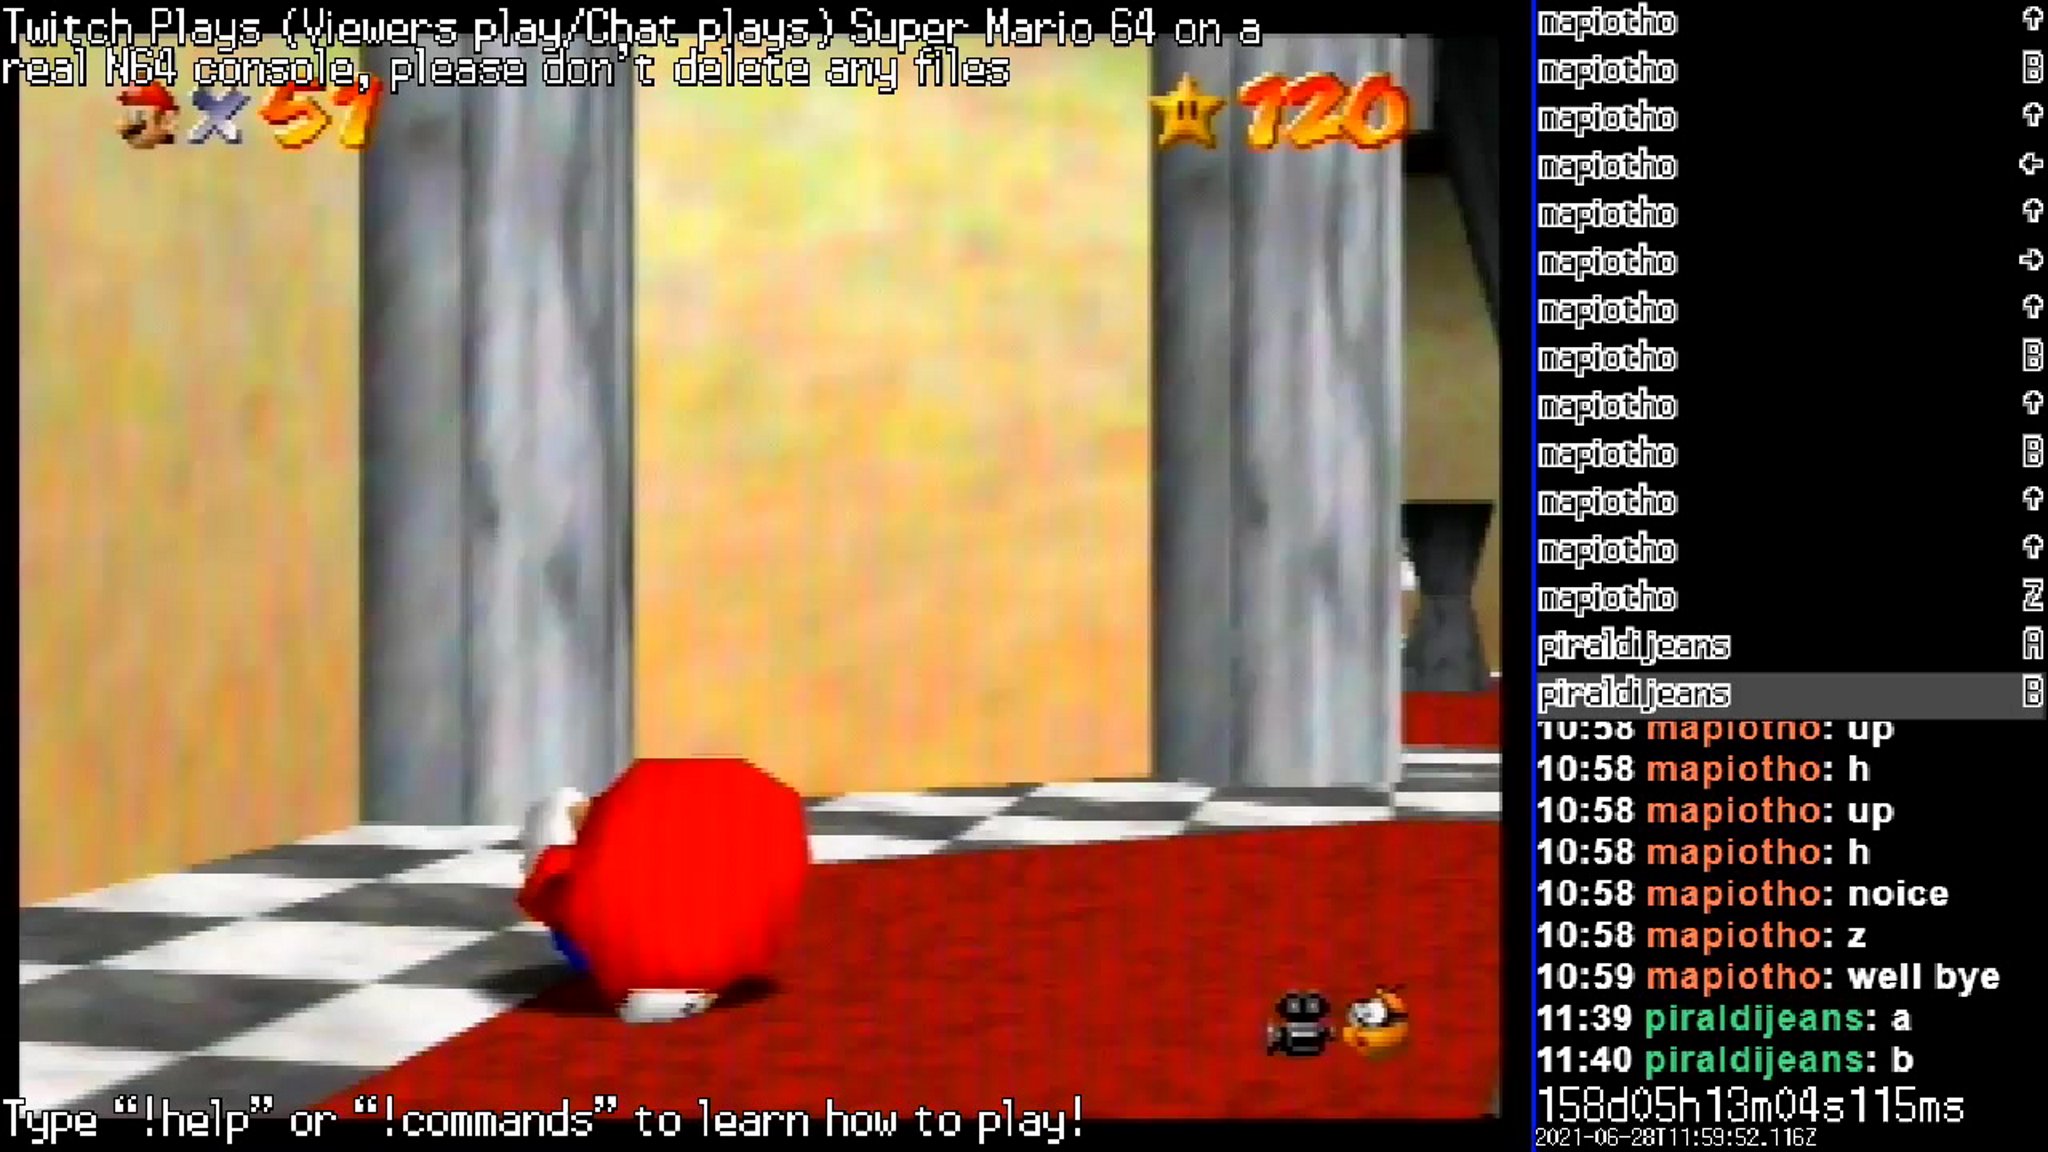 Twitch Plays (Viewers play/Chat plays) Super Mario 64 on a
real N64 console, please don't delete any files
51
120
Type “!help” or “!commands” to learn how to play!
mapiotho ↑
mapiotho B
mapiotho ↑
mapiotho ←
mapiotho ↑
mapiotho →
mapiotho ↑
mapiotho B
mapiotho ↑
mapiotho B
mapiotho ↑
mapiotho ↑
mapiotho Z
piraldijeans A
piraldijeans B
10:58 mapiotho: up
10:58 mapiotho: h
10:58 mapiotho: up
10:58 mapiotho: h
10:58 mapiotho: noice
10:58 mapiotho: z
10:59 mapiotho: well bye
11:39 piraldijeans: a
11:40 piraldijeans: b
158d05h13m04s115ms
2021-06-28T11:59:52.116Z